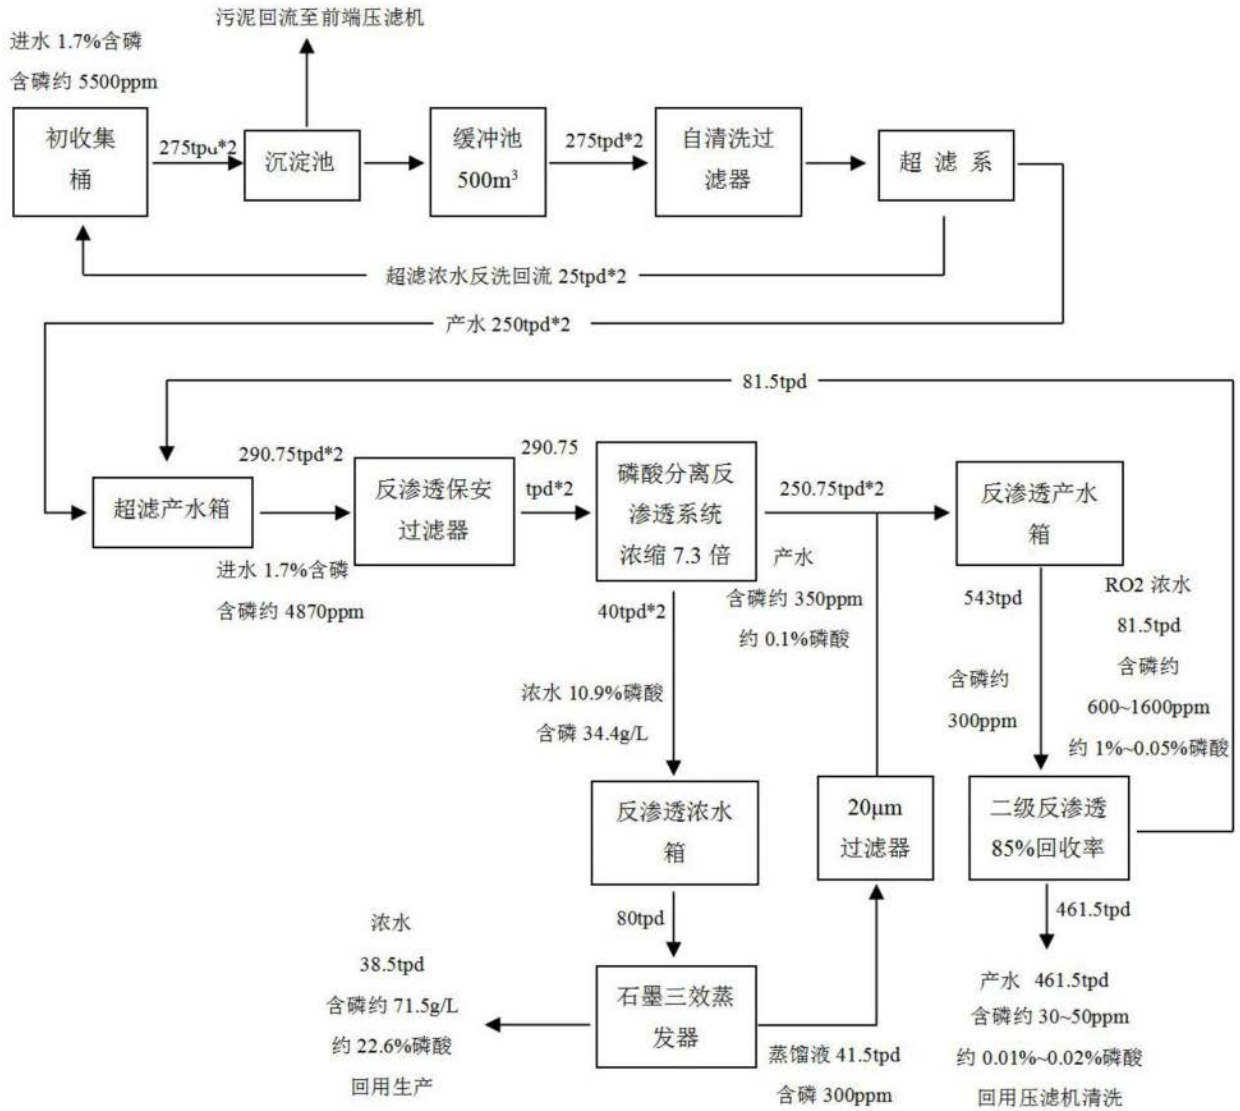 污泥回流至前端压滤机
进水 1.7%含磷
含磷约 5500ppm
初收集
桶
275tpd*2
沉淀池
缓冲池
500m³
275tpd*2
自清洗过
滤器
超 滤 系
超滤浓水反洗回流 25tpd*2
产水 250tpd*2
81.5tpd
超滤产水箱
290.75tpd*2
进水 1.7%含磷
含磷约 4870ppm
反渗透保安
过滤器
290.75
tpd*2
磷酸分离反
渗透系统
浓缩 7.3 倍
250.75tpd*2
产水
含磷约 350ppm
约 0.1%磷酸
反渗透产水
箱
40tpd*2
浓水 10.9%磷酸
含磷 34.4g/L
543tpd
含磷约
300ppm
RO2 浓水
81.5tpd
含磷约
600~1600ppm
约 1%~0.05%磷酸
反渗透浓水
箱
20μm
过滤器
二级反渗透
85%回收率
80tpd
461.5tpd
浓水
38.5tpd
含磷约 71.5g/L
约 22.6%磷酸
回用生产
石墨三效蒸
发器
蒸馏液 41.5tpd
含磷 300ppm
产水 461.5tpd
含磷约 30~50ppm
约 0.01%~0.02%磷酸
回用压滤机清洗